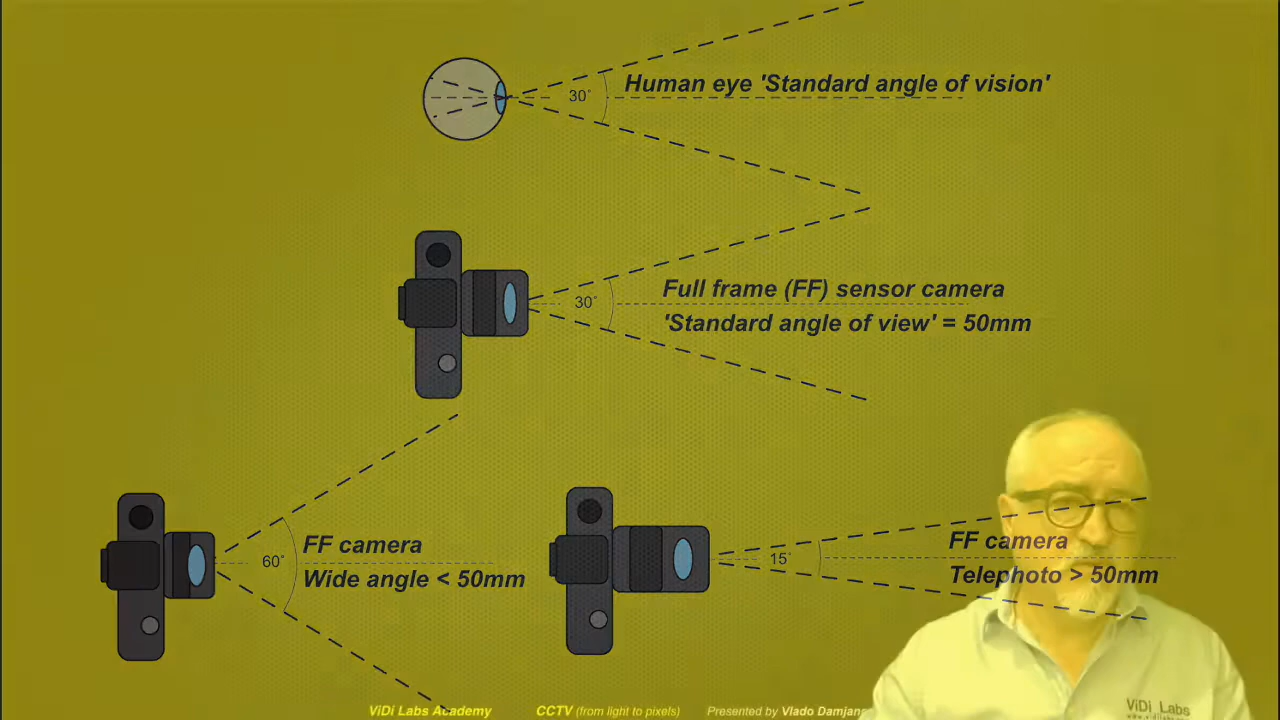 Human eye 'Standard angle of vision'
30°
Full frame (FF) sensor camera
30°
'Standard angle of view' = 50mm
FF camera
60°
Wide angle < 50mm
FF camera
15°
Telephoto > 50mm
ViDi Labs
ViDi Labs Academy CCTV (from light to pixels) Presented by Vlado